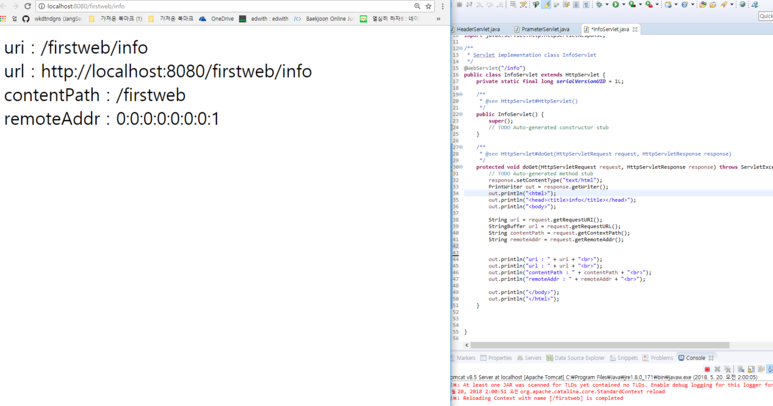 localhost:8080/firstweb/info
앱 wkdtndgns (JangSo 가져온 북마크 (1) 가져온 북마크 OneDrive edwith : edwith Baekjoon Online Ju 열심히 하자!! : 네이
uri : /firstweb/info
url : http://localhost:8080/firstweb/info
contentPath : /firstweb
remoteAddr : 0:0:0:0:0:0:0:1
Quick
HeaderServlet.java PrameterServlet.java *InfoServlet.java
11
12 /**
13 * Servlet implementation class InfoServlet
14 */
15 @WebServlet("/info")
16 public class InfoServlet extends HttpServlet {
17 private static final long serialVersionUID = 1L;
18
19 /**
20 * @see HttpServlet#HttpServlet()
21 */
22 public InfoServlet() {
23 super();
24 // TODO Auto-generated constructor stub
25 }
26
27 /**
28 * @see HttpServlet#doGet(HttpServletRequest request, HttpServletResponse response)
29 */
30 protected void doGet(HttpServletRequest request, HttpServletResponse response) throws ServletExce
31 // TODO Auto-generated method stub
32 response.setContentType("text/html");
33 PrintWriter out = response.getWriter();
34 out.println("<html>");
35 out.println("<head><title>info</title></head>");
36 out.println("<body>");
37
38 String uri = request.getRequestURI();
39 StringBuffer url = request.getRequestURL();
40 String contentPath = request.getContextPath();
41 String remoteAddr = request.getRemoteAddr();
42
43
44 out.println("uri : " + uri + "<br>");
45 out.println("url : " + url + "<br>");
46 out.println("contentPath : " + contentPath + "<br>");
47 out.println("remoteAddr : " + remoteAddr + "<br>");
48
49 out.println("</body>");
50 out.println("</html>");
51 }
52
53
54
55 }
56
Markers Properties Servers Data Source Explorer Snippets Problems Console
omcat v8.5 Server at localhost [Apache Tomcat] C:\Program Files\Java\jre1.8.0_171\bin\javaw.exe (2018. 5. 20. 오전 2:00:05)
At least one JAR was scanned for TLDs yet contained no TLDs. Enable debug logging for this logger for
20, 2018 2:00:51 오전 org.apache.catalina.core.StandardContext reload
Reloading Context with name [/firstweb] is completed